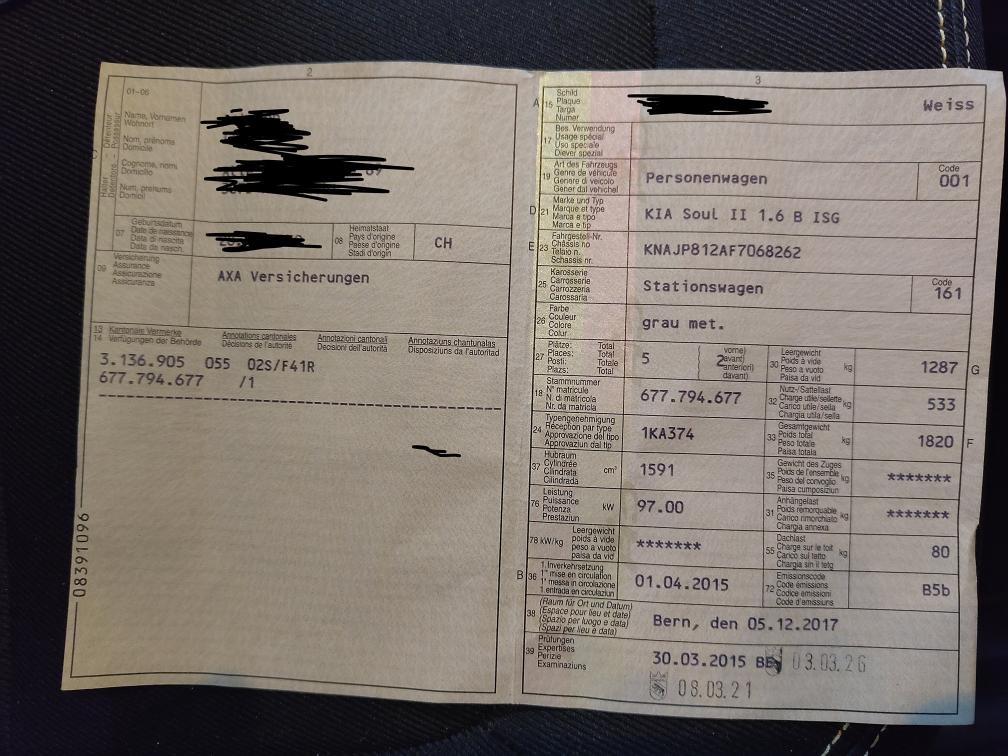 2
01-06
Halter Détenteur
Detentore Possessur
C
Name, Vornamen
Wohnort
Nom, prénoms
Domicile
Cognome, nomi
Domicilio
Num, prenums
Domicil
07
Geburtsdatum
Date de naissance
Data di nascita
Data da nasch.
08
Heimatstaat
Pays d'origine
Paese d'origine
Stadi d'origin
CH
09
Versicherung
Assurance
Assicurazione
Assicuranza
AXA Versicherungen
13 Kantonale Vermerke Annotations cantonales Annotazioni cantonali Annotaziuns chantunalas
14 Verfügungen der Behörde Décisions de l'autorité Decisioni dell'autorità Disposiziuns da l'autoritad
3.136.905 055 02S/F41R
677.794.677 /1
08391096
3
A 15
Schild
Plaque
Targa
Numer
Weiss
17
Bes. Verwendung
Usage spécial
Uso speciale
Diever spezial
19
Art des Fahrzeugs
Genre de véhicule
Genere di veicolo
Gener dal vehichel
Personenwagen
Code
001
D 21
Marke und Typ
Marque et type
Marca e tipo
Marca e tip
KIA Soul II 1.6 B ISG
E 23
Fahrgestell-Nr.
Châssis no
Telaio n.
Schassis nr.
KNAJP812AF7068262
25
Karosserie
Carrosserie
Carrozzeria
Carossaria
Stationswagen
Code
161
26
Farbe
Couleur
Colore
Colur
grau met.
27
Plätze: Total
Places: Total
Posti: Totale
Plazs: Total
5
2
vorne)
avant)
anteriori)
davant)
30
Leergewicht
Poids à vide
Peso a vuoto
Paisa da vid
kg
1287
G
18
Stammnummer
N° matricule
N. di matricola
Nr. da matricla
677.794.677
32
Nutz-/Sattellast
Charge utile/sellette
Carico utile/sella
Chargia utila/sella
kg
533
24
Typengenehmigung
Réception par type
Approvazione del tipo
Approvaziun dal tip
1KA374
33
Gesamtgewicht
Poids total
Peso totale
Paisa totala
kg
1820
F
37
Hubraum
Cylindrée
Cilindrata
Cilindrada
cm³
1591
35
Gewicht des Zuges
Poids de l'ensemble
Peso del convoglio
Paisa cumposiziun
kg
*******
76
Leistung
Puissance
Potenza
Prestaziun
kW
97.00
31
Anhängelast
Poids remorquable
Carico rimorchiato
Chargia annexa
kg
*******
78 kW/kg
Leergewicht
poids à vide
peso a vuoto
paisa da vid
*******
55
Dachlast
Charge sur le toit
Carico sul tetto
Chargia sin il tetg
kg
80
B 36
1. Inverkehrsetzung
1re mise en circulation
1a messa in circolazione
1. entrada en circulaziun
01.04.2015
72
Emissionscode
Code émissions
Codice emissioni
Code d'emissiuns
B5b
38
(Raum für Ort und Datum)
(Espace pour lieu et date)
(Spazio per luogo e data)
(Spazi per lieu e data)
Bern, den 05.12.2017
39
Prüfungen
Expertises
Perizie
Examinaziuns
30.03.2015 BE 03.03.26
08.03.21